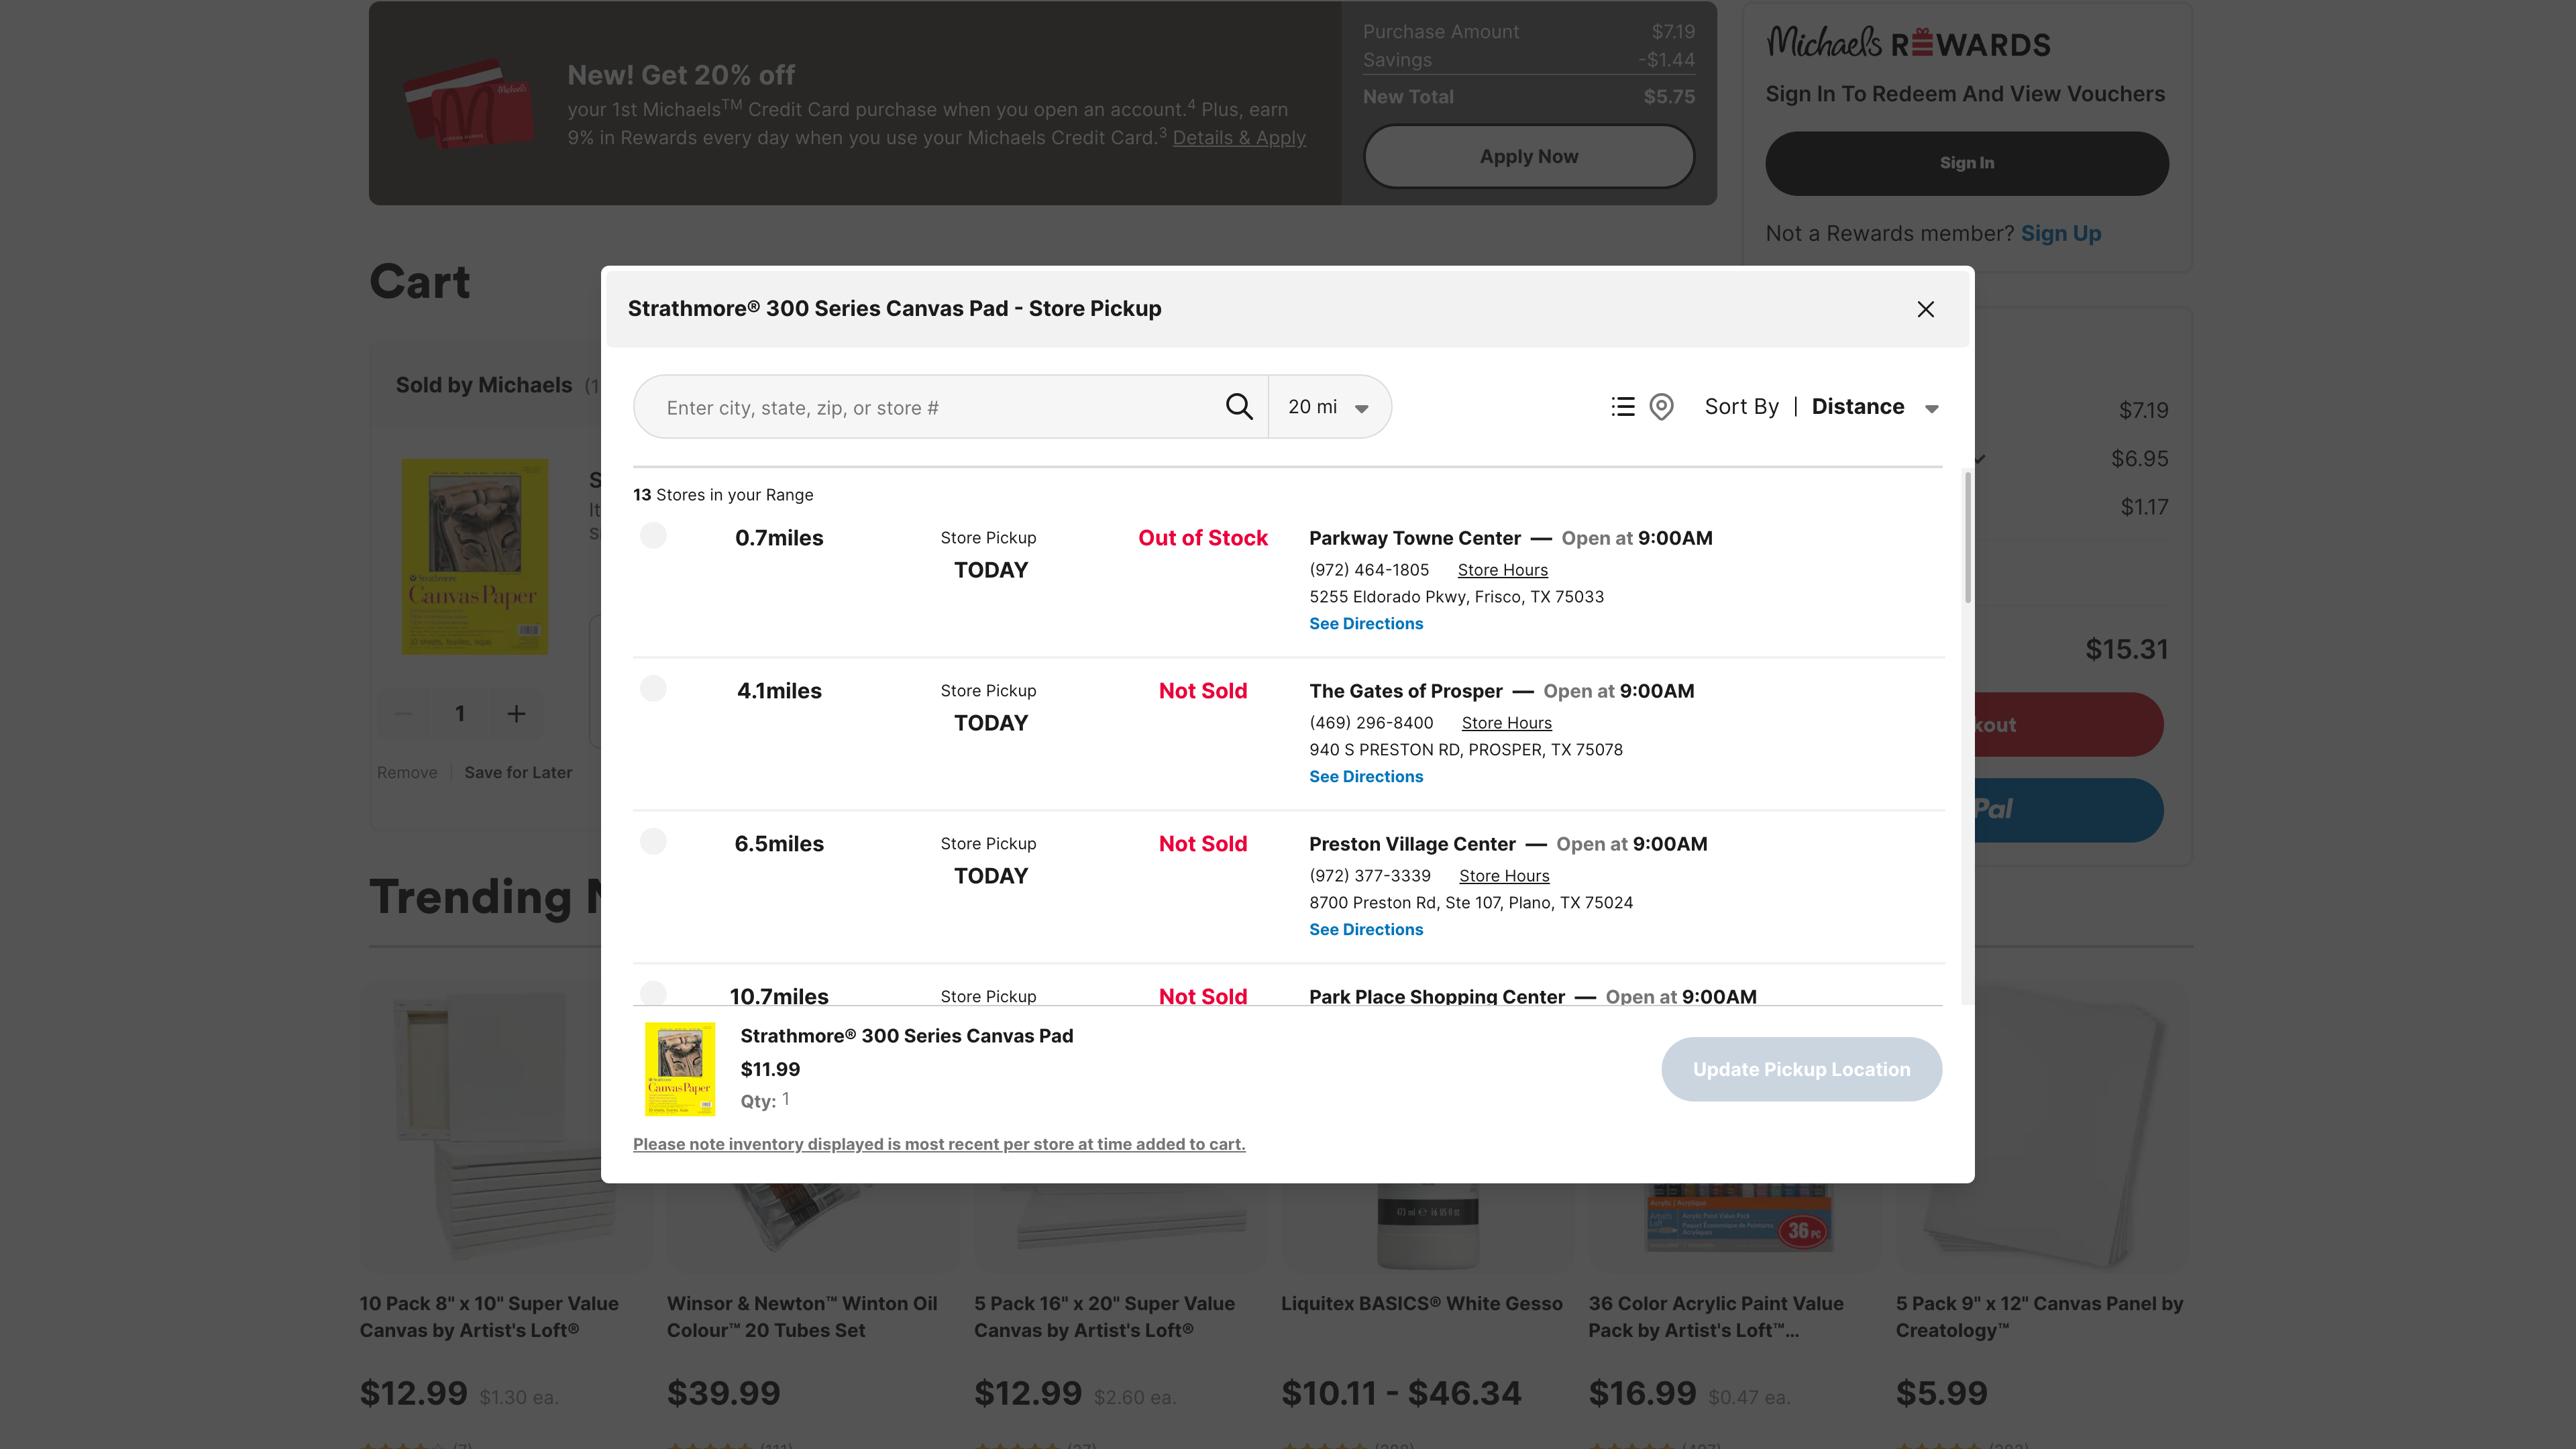 New! Get 20% off
your 1st Michaels™ Credit Card purchase when you open an account.4 Plus, earn
9% in Rewards every day when you use your Michaels Credit Card.3 Details & Apply
Purchase Amount $7.19
Savings -$1.44
New Total $5.75
Apply Now
Michaels REWARDS
Sign In To Redeem And View Vouchers
Sign In
Not a Rewards member? Sign Up
Cart
Sold by Michaels (1
$7.19
$6.95
$1.17
$15.31
kout
Pal
1
Remove | Save for Later
Strathmore
Canvas Paper
Strathmore® 300 Series Canvas Pad - Store Pickup
Enter city, state, zip, or store #
20 mi
Sort By | Distance
13 Stores in your Range
0.7miles Store Pickup Out of Stock Parkway Towne Center — Open at 9:00AM
TODAY (972) 464-1805 Store Hours
5255 Eldorado Pkwy, Frisco, TX 75033
See Directions
4.1miles Store Pickup Not Sold The Gates of Prosper — Open at 9:00AM
TODAY (469) 296-8400 Store Hours
940 S PRESTON RD, PROSPER, TX 75078
See Directions
6.5miles Store Pickup Not Sold Preston Village Center — Open at 9:00AM
TODAY (972) 377-3339 Store Hours
8700 Preston Rd, Ste 107, Plano, TX 75024
See Directions
10.7miles Store Pickup Not Sold Park Place Shopping Center — Open at 9:00AM
Canvas Paper
Strathmore® 300 Series Canvas Pad
$11.99
Qty: 1
Update Pickup Location
Please note inventory displayed is most recent per store at time added to cart.
Trending
36 PC
10 Pack 8" x 10" Super Value
Canvas by Artist's Loft®
$12.99 $1.30 ea.
Winsor & Newton™ Winton Oil
Colour™ 20 Tubes Set
$39.99
5 Pack 16" x 20" Super Value
Canvas by Artist's Loft®
$12.99 $2.60 ea.
Liquitex BASICS® White Gesso
$10.11 - $46.34
36 Color Acrylic Paint Value
Pack by Artist's Loft™...
$16.99 $0.47 ea.
5 Pack 9" x 12" Canvas Panel by
Creatology™
$5.99